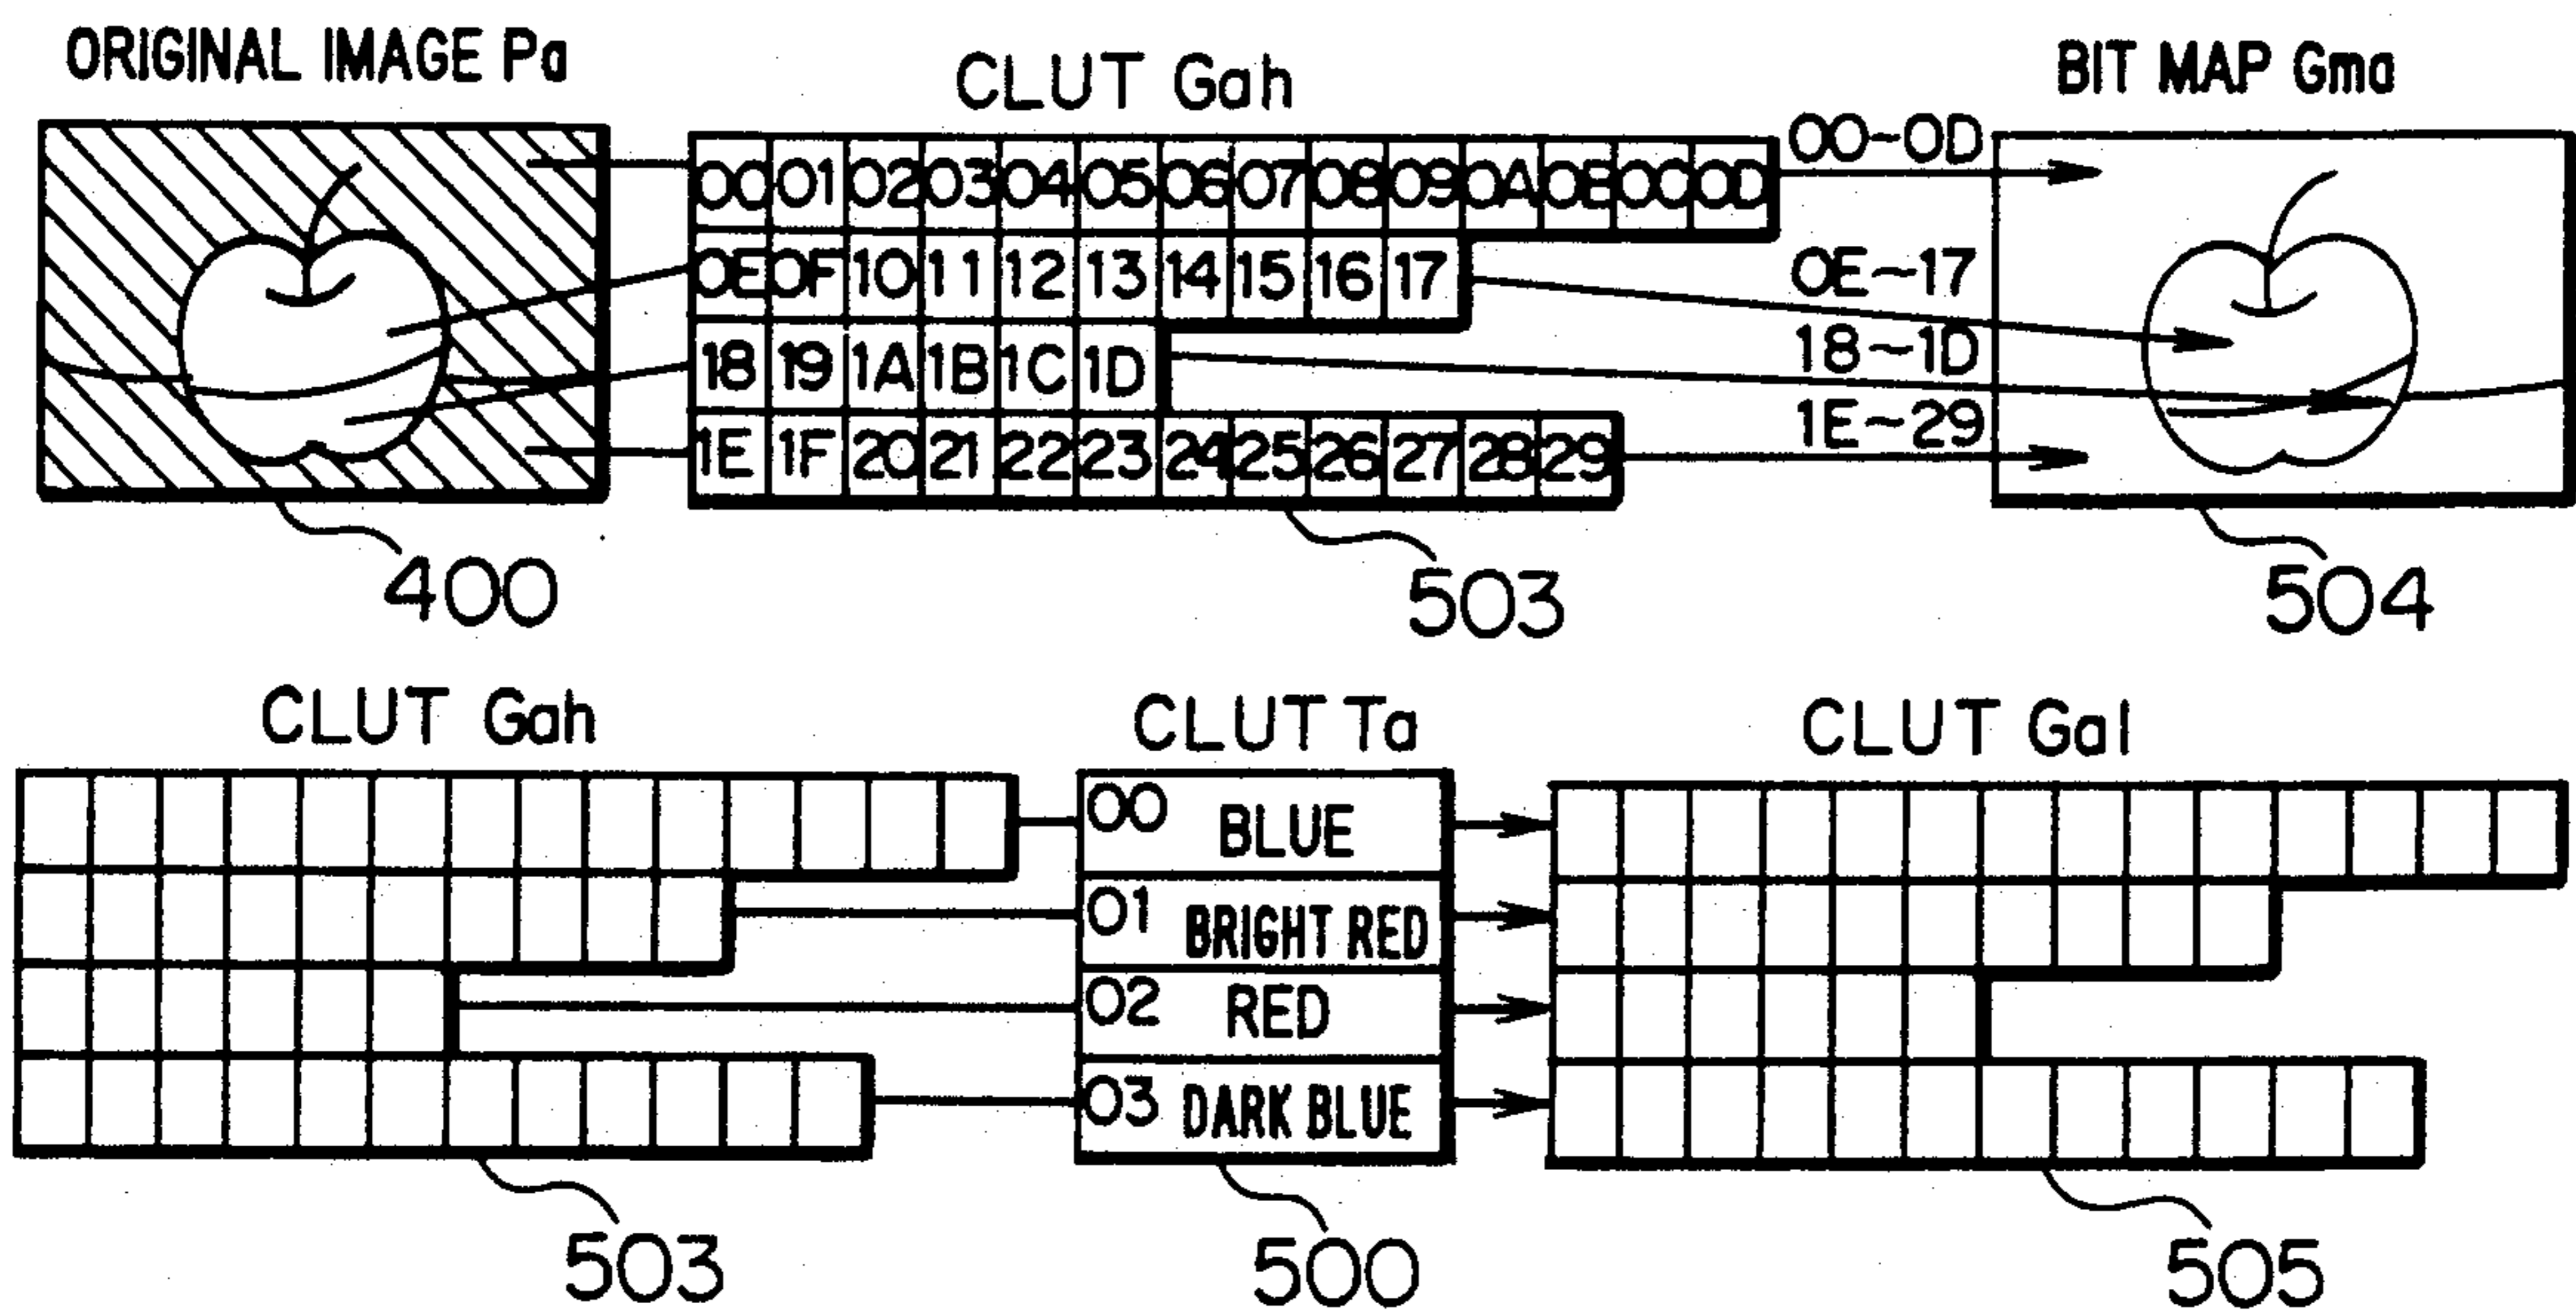 ORIGINAL IMAGE Pa
CLUT Gah
BIT MAP Gma
00 01 02 03 04 05 06 07 08 09 0A 0B 0C 0D
00~0D
0E 0F 10 11 12 13 14 15 16 17
0E~17
18 19 1A 1B 1C 1D
18~1D
1E 1F 20 21 22 23 24 25 26 27 28 29
1E~29
400
503
504
CLUT Gah
CLUT Ta
CLUT Gal
00 BLUE
01 BRIGHT RED
02 RED
03 DARK BLUE
503
500
505